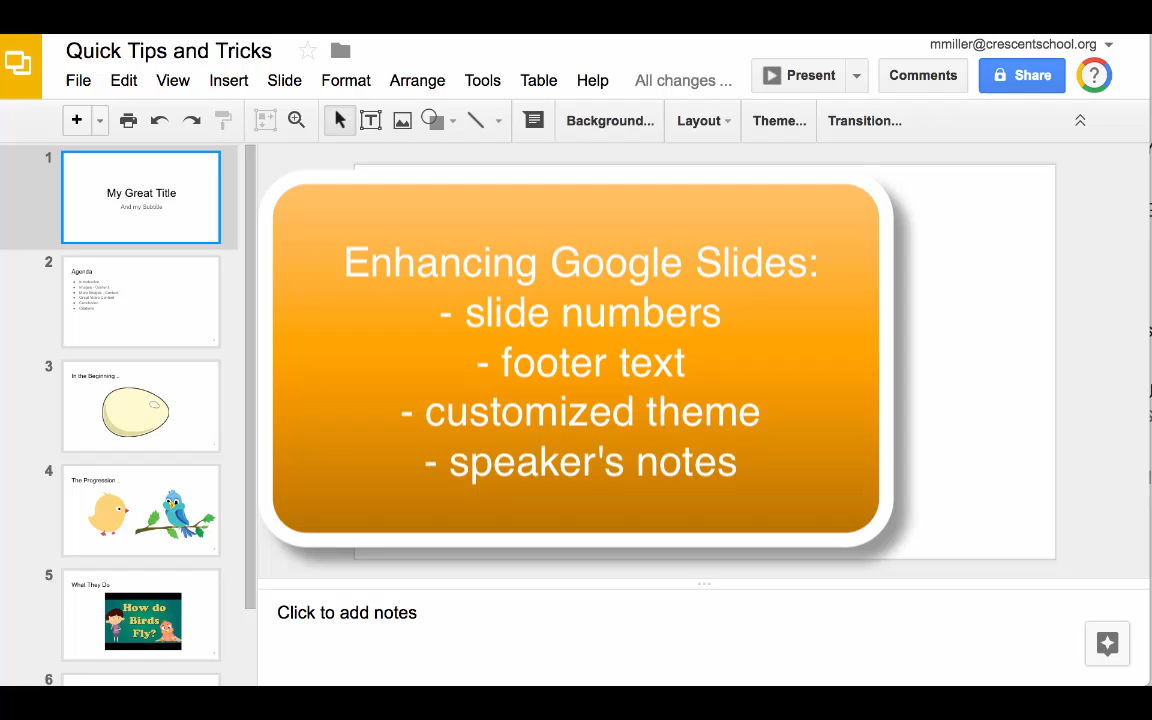 Quick Tips and Tricks
mmiller@crescentschool.org
File Edit View Insert Slide Format Arrange Tools Table Help All changes ...
Present Comments Share ?
Background... Layout Theme... Transition...
1
My Great Title
And my Subtitle
2
Agenda
Introduction
Conclusion
3
In the Beginning ...
4
The Progression ...
5
What They Do
How do
Birds
Fly?
6
Enhancing Google Slides:
- slide numbers
- footer text
- customized theme
- speaker's notes
Click to add notes